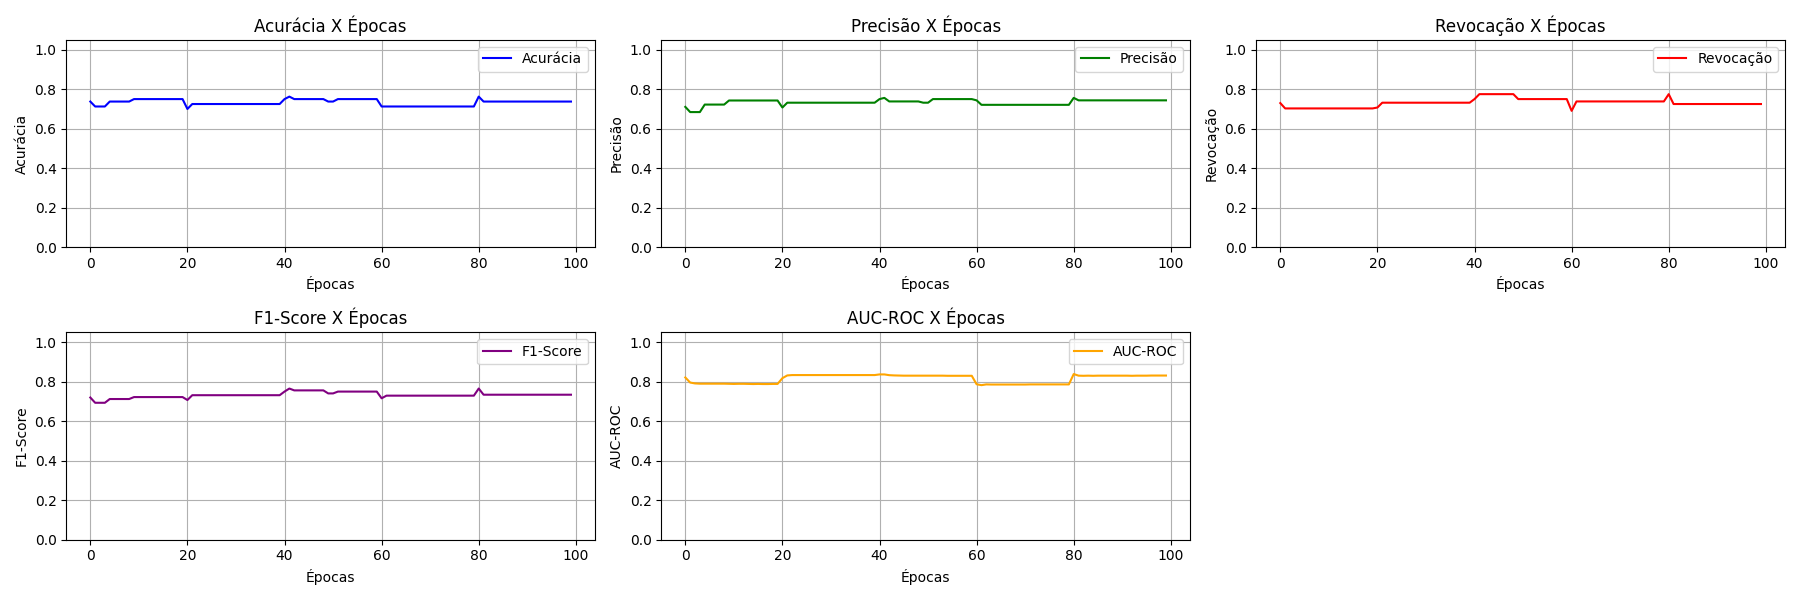 Acurácia X Épocas
Acurácia
1.0
0.8
0.6
0.4
0.2
0.0
Acurácia
0 20 40 60 80 100
Épocas
Precisão X Épocas
Precisão
1.0
0.8
0.6
0.4
0.2
0.0
Precisão
0 20 40 60 80 100
Épocas
Revocação X Épocas
Revocação
1.0
0.8
0.6
0.4
0.2
0.0
Revocação
0 20 40 60 80 100
Épocas
F1-Score X Épocas
F1-Score
1.0
0.8
0.6
0.4
0.2
0.0
F1-Score
0 20 40 60 80 100
Épocas
AUC-ROC X Épocas
AUC-ROC
1.0
0.8
0.6
0.4
0.2
0.0
AUC-ROC
0 20 40 60 80 100
Épocas